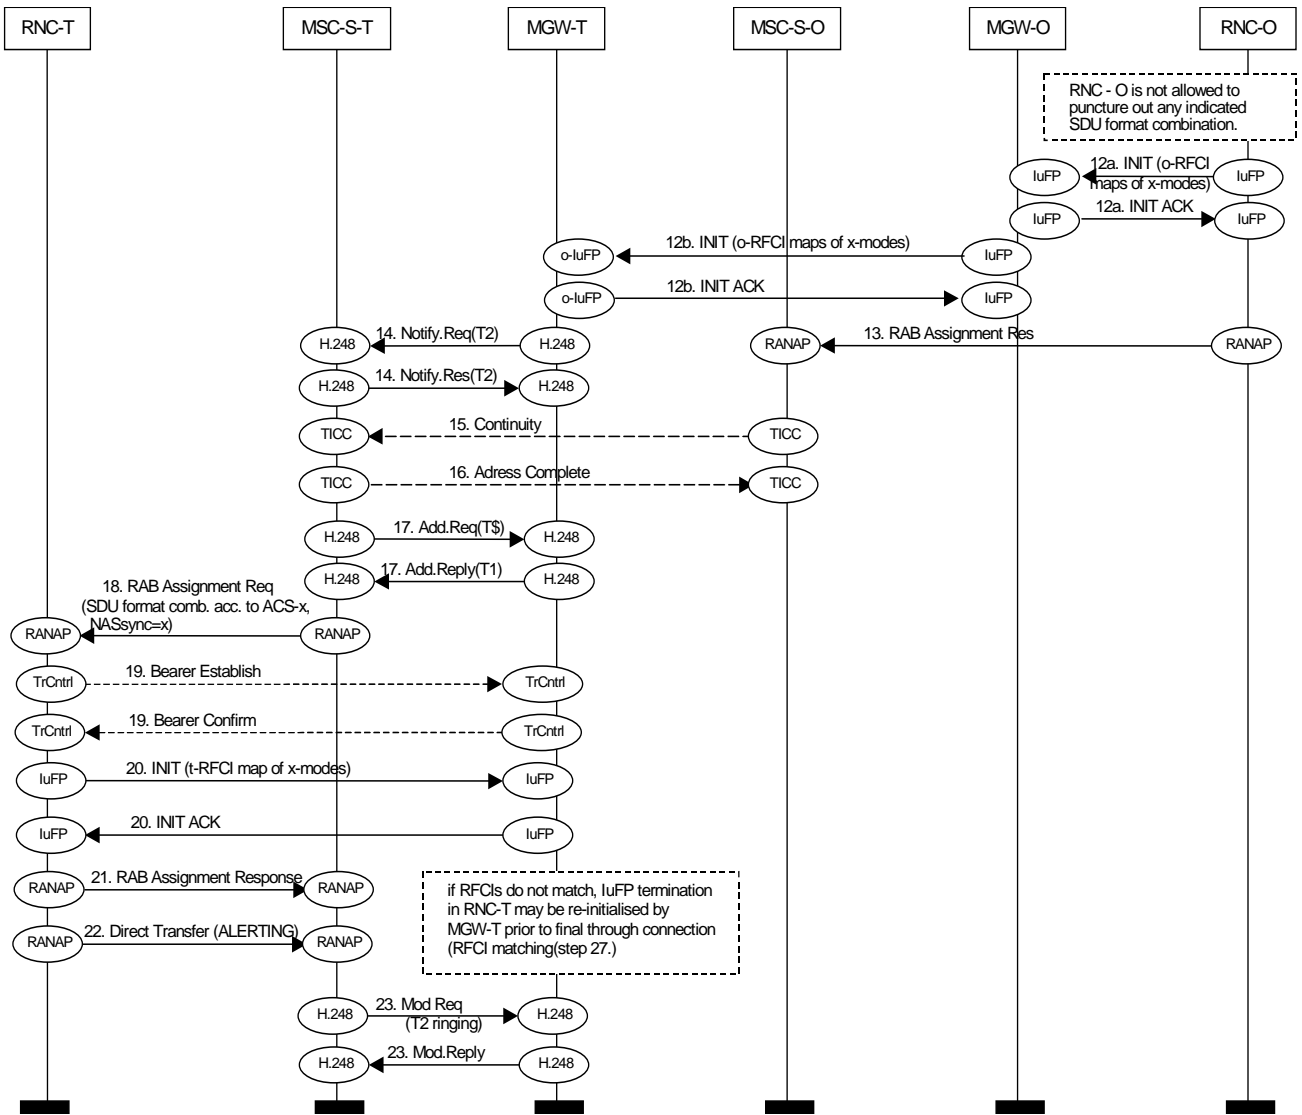 RNC-T
MSC-S-T
MGW-T
MSC-S-O
MGW-O
RNC-O
RNC - O is not allowed to
puncture out any indicated
SDU format combination.
12a. INIT (o-RFCI
maps of x-modes)
IuFP
IuFP
12a. INIT ACK
IuFP
IuFP
12b. INIT (o-RFCI maps of x-modes)
o-IuFP
IuFP
12b. INIT ACK
o-IuFP
IuFP
14. Notify.Req(T2)
H.248
H.248
13. RAB Assignment Res
RANAP
RANAP
14. Notify.Res(T2)
H.248
H.248
15. Continuity
TICC
TICC
16. Adress Complete
TICC
TICC
17. Add.Req(T$)
H.248
H.248
17. Add.Reply(T1)
H.248
H.248
18. RAB Assignment Req
(SDU format comb. acc. to ACS-x,
NASsync=x)
RANAP
RANAP
19. Bearer Establish
TrCntrl
TrCntrl
19. Bearer Confirm
TrCntrl
TrCntrl
20. INIT (t-RFCI map of x-modes)
IuFP
IuFP
20. INIT ACK
IuFP
IuFP
21. RAB Assignment Response
RANAP
RANAP
if RFCIs do not match, IuFP termination
in RNC-T may be re-initialised by
MGW-T prior to final through connection
(RFCI matching(step 27.)
22. Direct Transfer (ALERTING)
RANAP
RANAP
23. Mod Req
(T2 ringing)
H.248
H.248
23. Mod.Reply
H.248
H.248